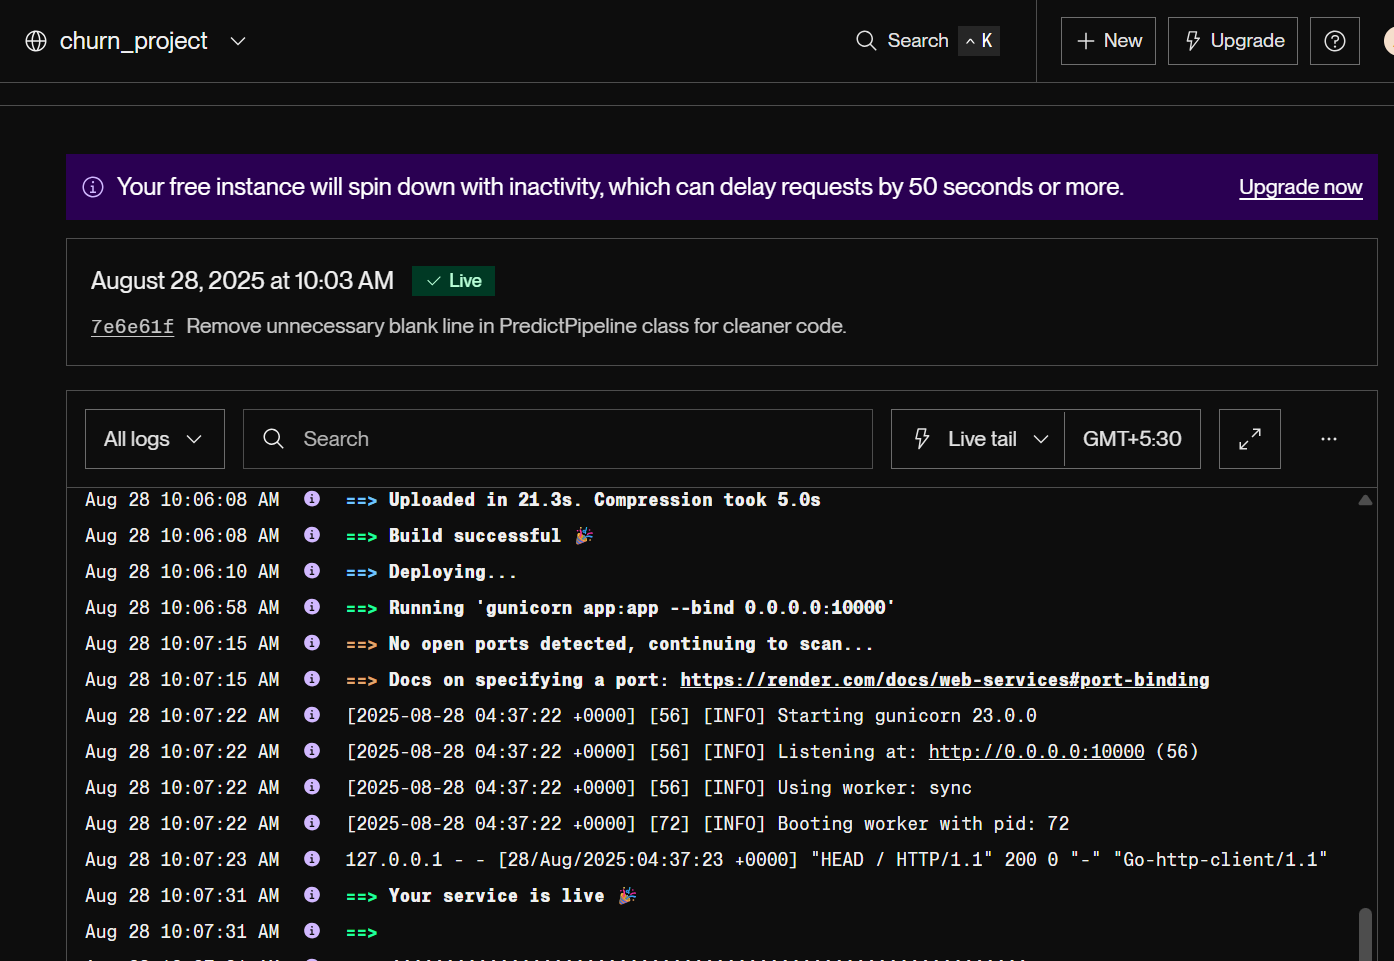 churn_project
Search ^ K
+ New
Upgrade
Your free instance will spin down with inactivity, which can delay requests by 50 seconds or more.
Upgrade now
August 28, 2025 at 10:03 AM
Live
7e6e61f Remove unnecessary blank line in PredictPipeline class for cleaner code.
All logs
Search
Live tail
GMT+5:30
Aug 28 10:06:08 AM ==> Uploaded in 21.3s. Compression took 5.0s
Aug 28 10:06:08 AM ==> Build successful 🎉
Aug 28 10:06:10 AM ==> Deploying...
Aug 28 10:06:58 AM ==> Running 'gunicorn app:app --bind 0.0.0.0:10000'
Aug 28 10:07:15 AM ==> No open ports detected, continuing to scan...
Aug 28 10:07:15 AM ==> Docs on specifying a port: https://render.com/docs/web-services#port-binding
Aug 28 10:07:22 AM [2025-08-28 04:37:22 +0000] [56] [INFO] Starting gunicorn 23.0.0
Aug 28 10:07:22 AM [2025-08-28 04:37:22 +0000] [56] [INFO] Listening at: http://0.0.0.0:10000 (56)
Aug 28 10:07:22 AM [2025-08-28 04:37:22 +0000] [56] [INFO] Using worker: sync
Aug 28 10:07:22 AM [2025-08-28 04:37:22 +0000] [72] [INFO] Booting worker with pid: 72
Aug 28 10:07:23 AM 127.0.0.1 - - [28/Aug/2025:04:37:23 +0000] "HEAD / HTTP/1.1" 200 0 "-" "Go-http-client/1.1"
Aug 28 10:07:31 AM ==> Your service is live 🎉
Aug 28 10:07:31 AM ==>